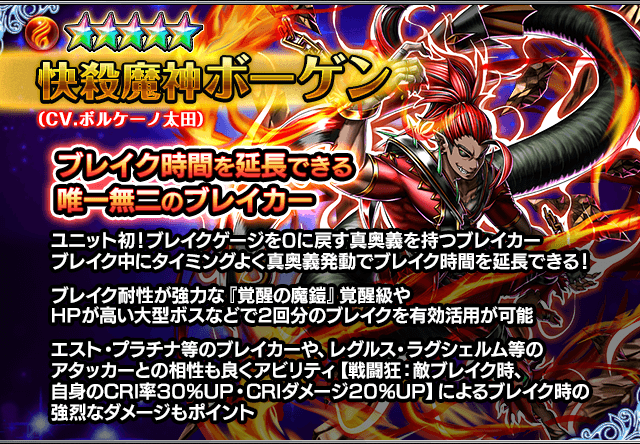 快殺魔神ボーゲン
(CV.ボルケーノ太田)
ブレイク時間を延長できる
唯一無二のブレイカー
ユニット初!ブレイクゲージを0に戻す真奥義を持つブレイカー
ブレイク中にタイミングよく真奥義発動でブレイク時間を延長できる!
ブレイク耐性が強力な『覚醒の魔鎧』覚醒級や
HPが高い大型ボスなどで2回分のブレイクを有効活用が可能
エスト・プラチナ等のブレイカーや、レグルス・ラグシェルム等の
アタッカーとの相性も良くアビリティ【戦闘狂:敵ブレイク時、
自身のCRI率30%UP・CRIダメージ20%UP】によるブレイク時の
強烈なダメージもポイント